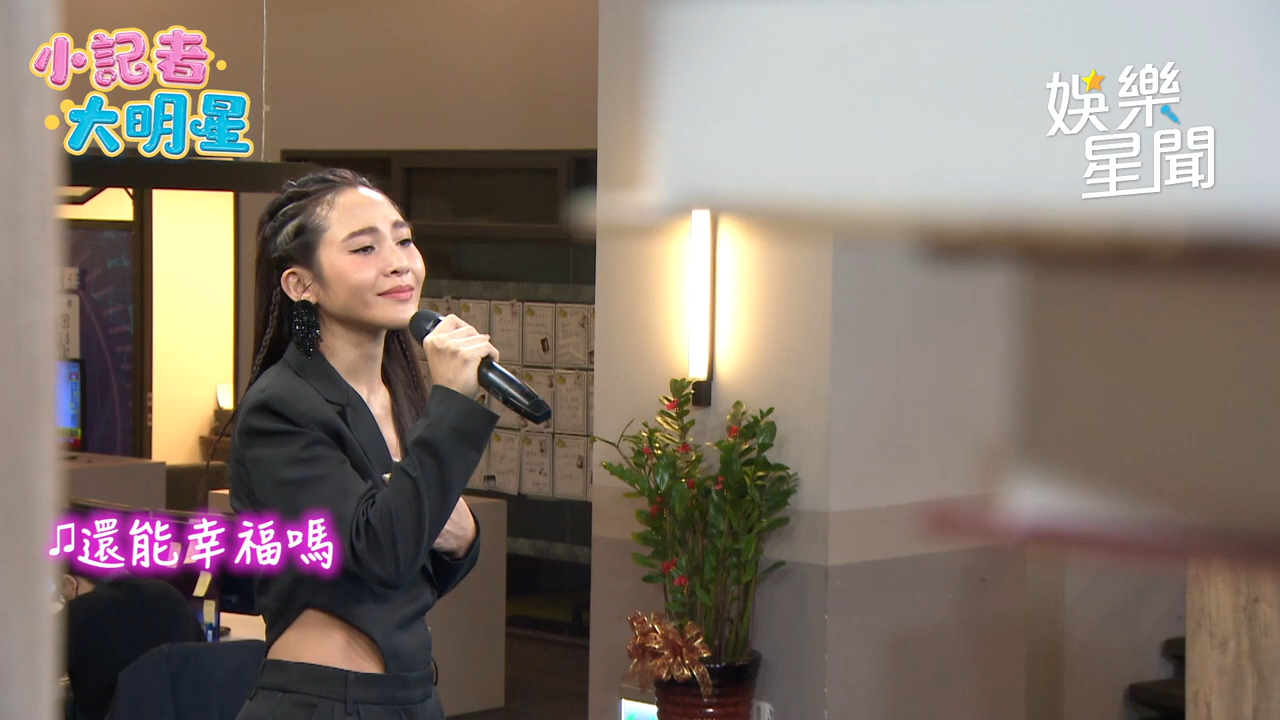 小記者
大明星
娛樂
星聞
♫還能幸福嗎